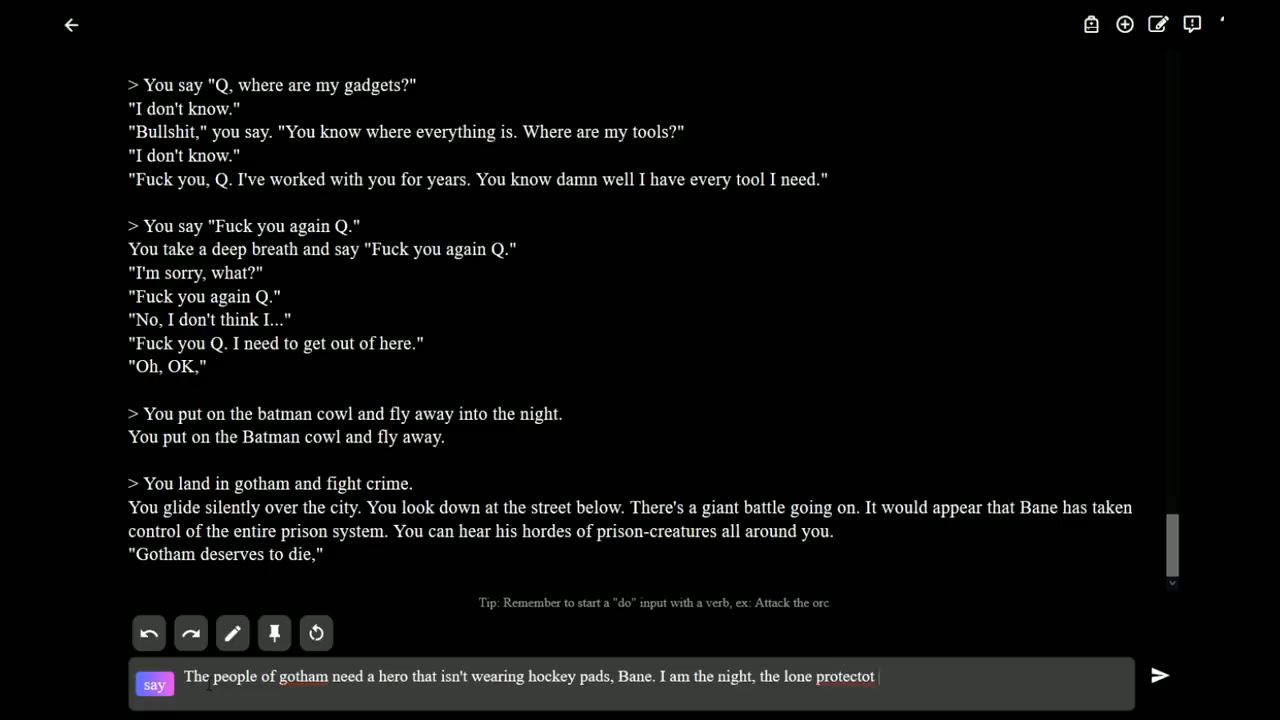 > You say "Q, where are my gadgets?"
"I don't know."
"Bullshit," you say. "You know where everything is. Where are my tools?"
"I don't know."
"Fuck you, Q. I've worked with you for years. You know damn well I have every tool I need."
> You say "Fuck you again Q."
You take a deep breath and say "Fuck you again Q."
"I'm sorry, what?"
"Fuck you again Q."
"No, I don't think I..."
"Fuck you Q. I need to get out of here."
"Oh, OK,"
> You put on the batman cowl and fly away into the night.
You put on the Batman cowl and fly away.
> You land in gotham and fight crime.
You glide silently over the city. You look down at the street below. There's a giant battle going on. It would appear that Bane has taken
control of the entire prison system. You can hear his hordes of prison-creatures all around you.
"Gotham deserves to die,"
Tip: Remember to start a "do" input with a verb, ex: Attack the orc
say The people of gotham need a hero that isn't wearing hockey pads, Bane. I am the night, the lone protectot